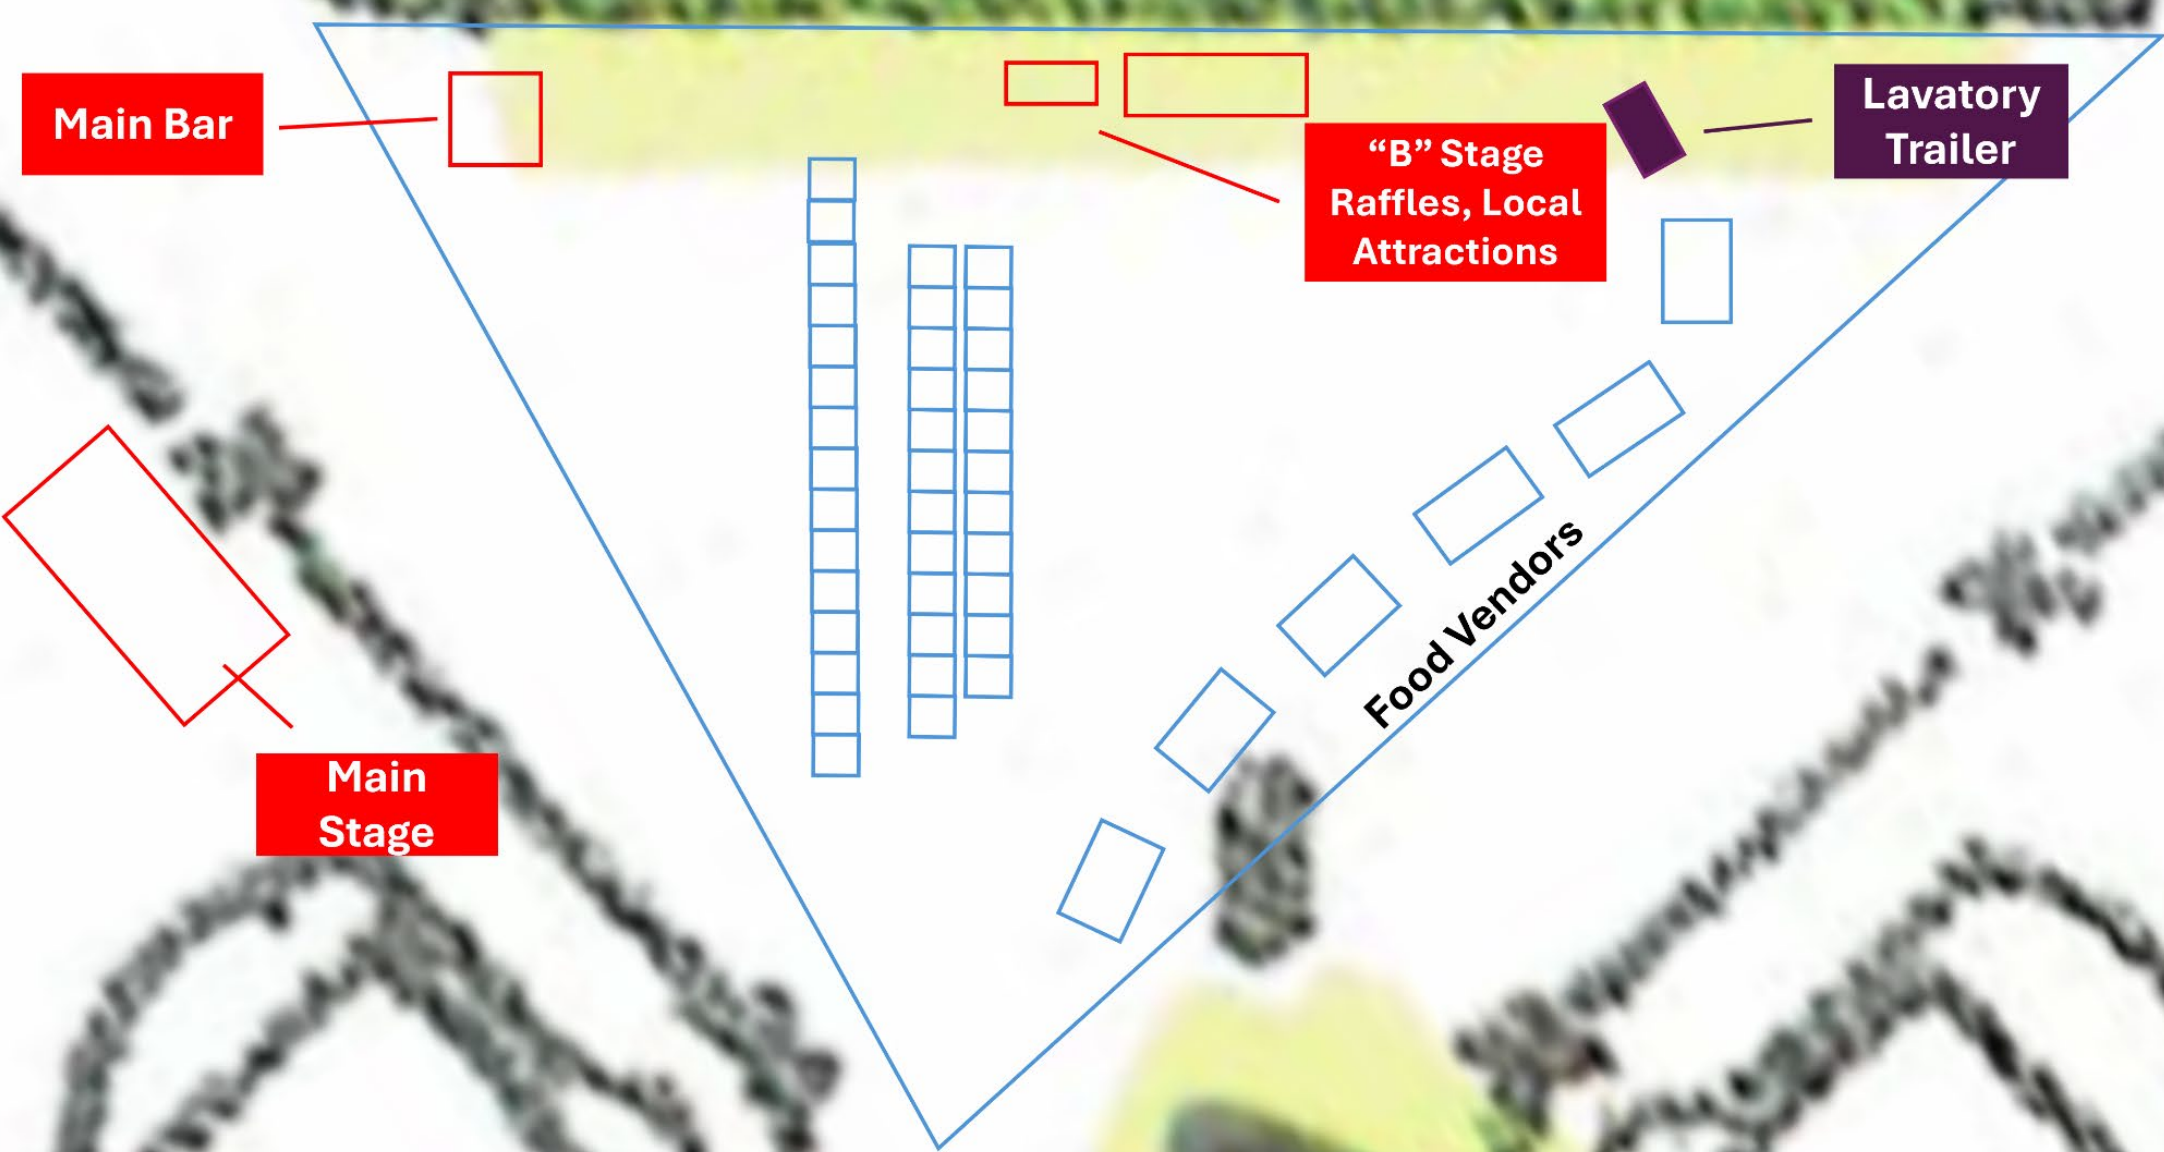 Main Bar
“B” Stage
Raffles, Local
Attractions
Lavatory
Trailer
Food Vendors
Main
Stage